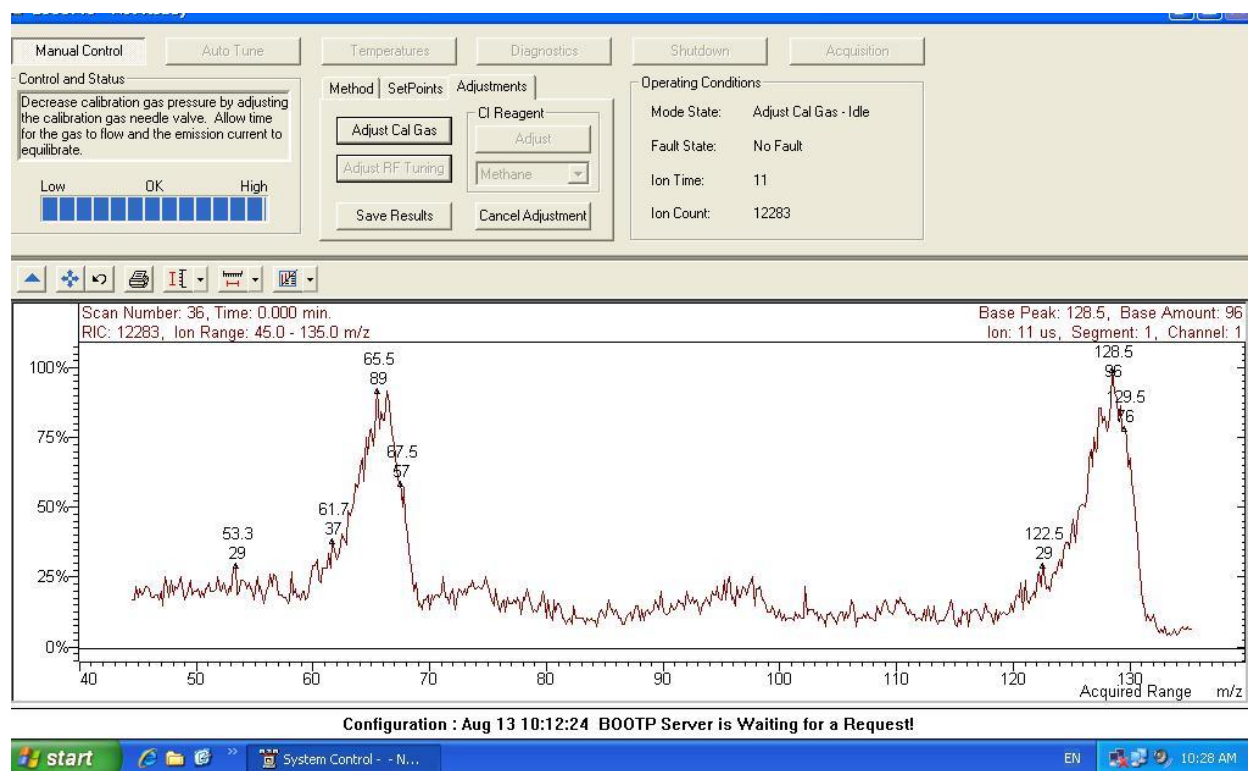 Manual Control Auto Tune Temperatures Diagnostics Shutdown Acquisition
Control and Status
Decrease calibration gas pressure by adjusting
the calibration gas needle valve. Allow time
for the gas to flow and the emission current to
equilibrate.
Low OK High
Method SetPoints Adjustments
Adjust Cal Gas
Adjust RF Tuning
Save Results
CI Reagent
Adjust
Methane
Cancel Adjustment
Operating Conditions
Mode State: Adjust Cal Gas - Idle
Fault State: No Fault
Ion Time: 11
Ion Count: 12283
Scan Number: 36, Time: 0.000 min.
RIC: 12283, Ion Range: 45.0 - 135.0 m/z
Base Peak: 128.5, Base Amount: 96
Ion: 11 us, Segment: 1, Channel: 1
100%
75%
50%
25%
0%
53.3
29
61.7
37
65.5
89
67.5
57
122.5
29
128.5
96
129.5
76
40 50 60 70 80 90 100 110 120 130
Acquired Range m/z
Configuration : Aug 13 10:12:24 BOOTP Server is Waiting for a Request!
start
System Control - - N...
EN
10:28 AM